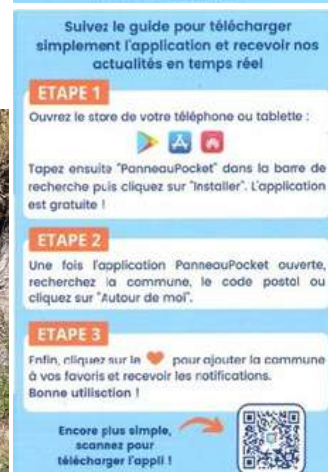 Suivez le guide pour télécharger
simplement l'application et recevoir nos
actualités en temps réel
ETAPE 1
Ouvrez le store de votre téléphone ou tablette :
Tapez ensuite "PanneauPocket" dans la barre de
recherche puis cliquez sur "Installer". L'application
est gratuite !
ETAPE 2
Une fois l'application PanneauPocket ouverte,
recherchez la commune, le code postal ou
cliquez sur "Autour de moi".
ETAPE 3
Enfin, cliquez sur le pour ajouter la commune
à vos favoris et recevoir les notifications.
Bonne utilisction !
Encore plus simple,
scannez pour
télécharger l'appli !